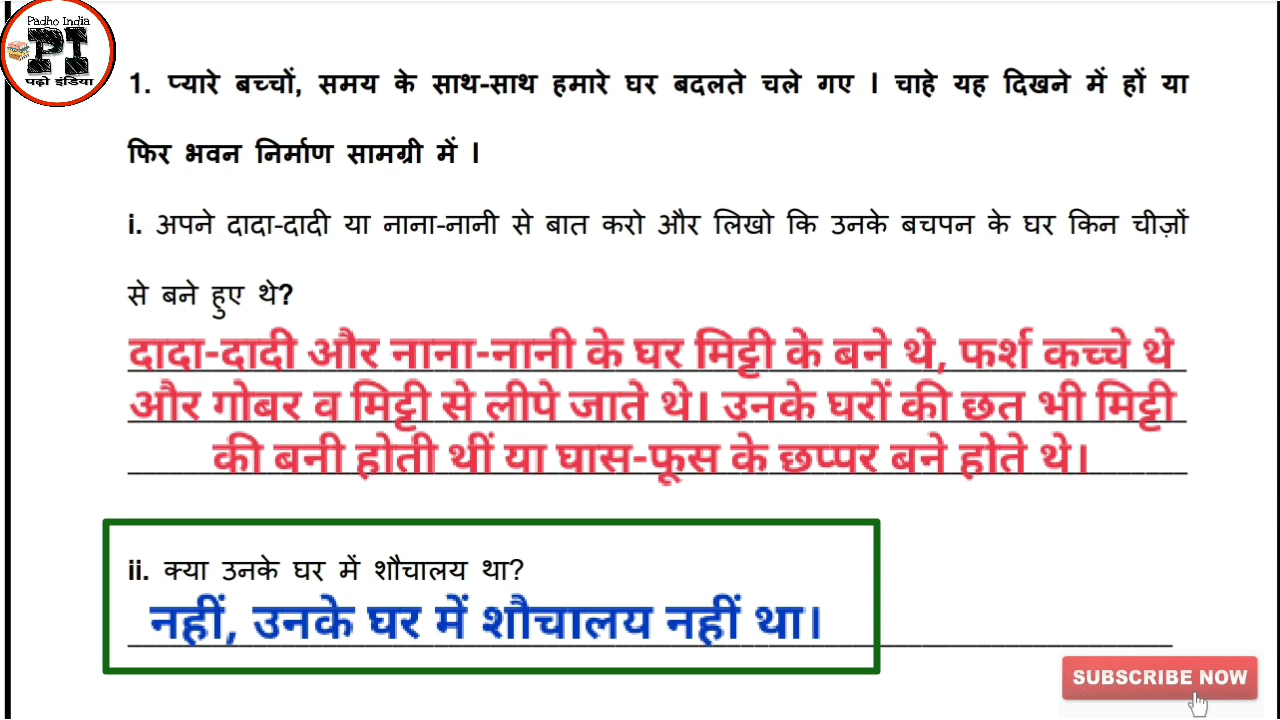 Padho India
PI
पढ़ो इंडिया
1. प्यारे बच्चों, समय के साथ-साथ हमारे घर बदलते चले गए । चाहे यह दिखने में हों या
फिर भवन निर्माण सामग्री में ।
i. अपने दादा-दादी या नाना-नानी से बात करो और लिखो कि उनके बचपन के घर किन चीज़ों
से बने हुए थे?
दादा-दादी और नाना-नानी के घर मिट्टी के बने थे, फर्श कच्चे थे
और गोबर व मिट्टी से लीपे जाते थे। उनके घरों की छत भी मिट्टी
की बनी होती थीं या घास-फूस के छप्पर बने होते थे।
ii. क्या उनके घर में शौचालय था?
नहीं, उनके घर में शौचालय नहीं था।
SUBSCRIBE NOW